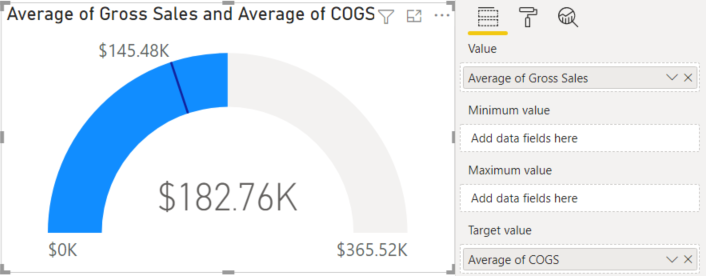 Average of Gross Sales and Average of COGS
$145.48K
$182.76K
$0K
$365.52K
Value
Average of Gross Sales
Minimum value
Add data fields here
Maximum value
Add data fields here
Target value
Average of COGS